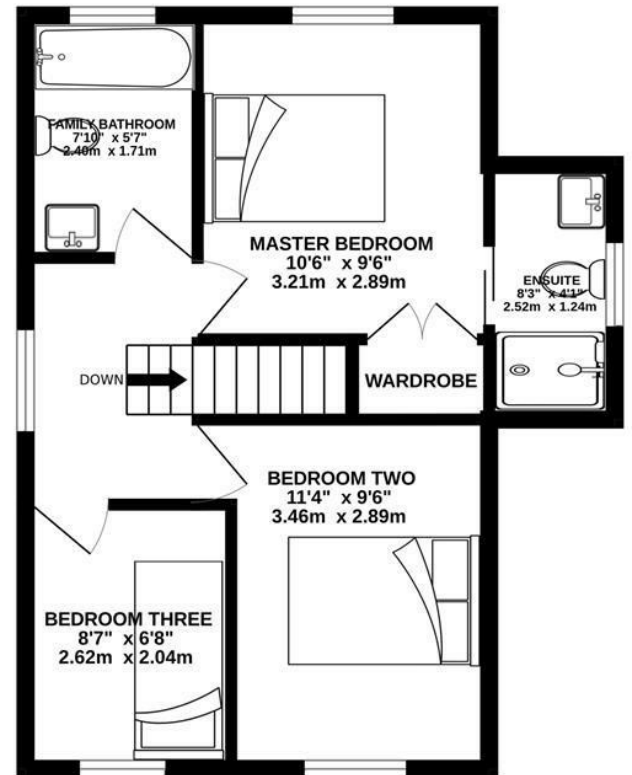 FAMILY BATHROOM
7'10" x 5'7"
2.40m x 1.71m
MASTER BEDROOM
10'6" x 9'6"
3.21m x 2.89m
ENSUITE
8'3" x 4'1"
2.52m x 1.24m
DOWN
WARDROBE
BEDROOM TWO
11'4" x 9'6"
3.46m x 2.89m
BEDROOM THREE
8'7" x 6'8"
2.62m x 2.04m